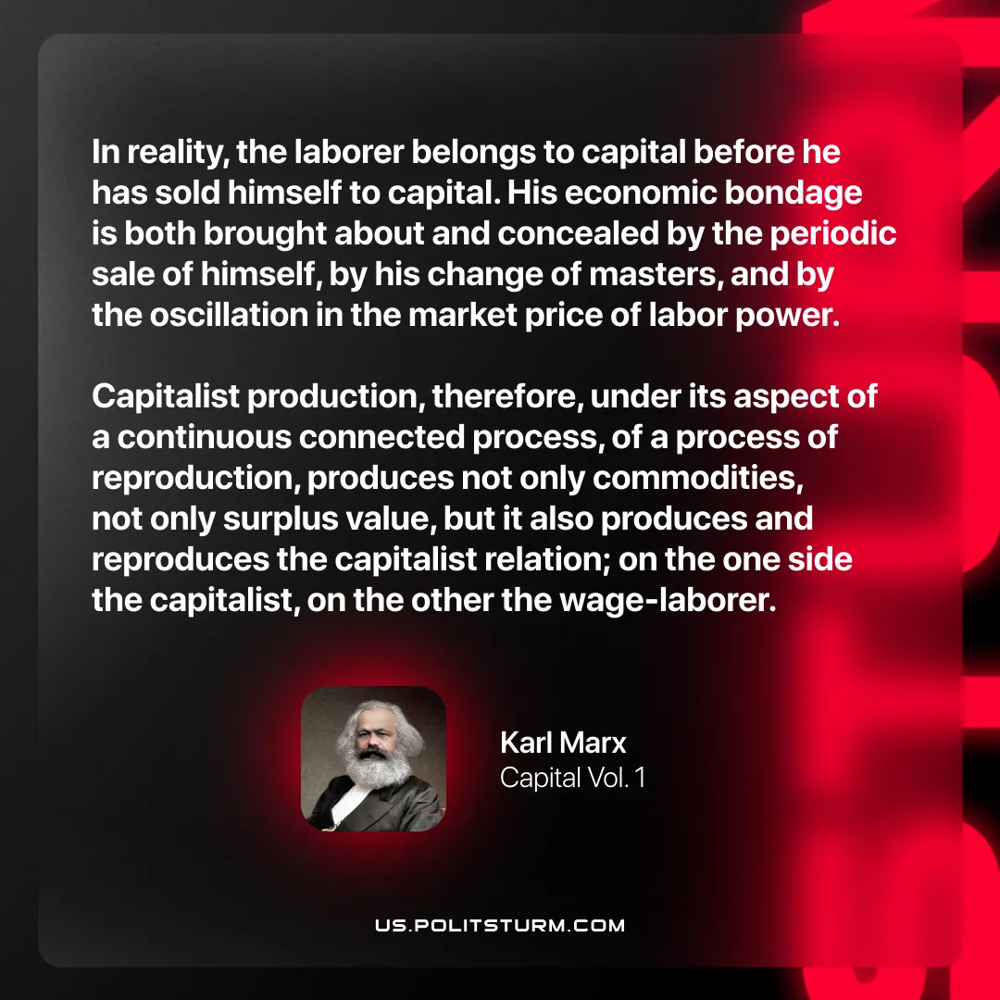 In reality, the laborer belongs to capital before he
has sold himself to capital. His economic bondage
is both brought about and concealed by the periodic
sale of himself, by his change of masters, and by
the oscillation in the market price of labor power.
Capitalist production, therefore, under its aspect of
a continuous connected process, of a process of
reproduction, produces not only commodities,
not only surplus value, but it also produces and
reproduces the capitalist relation; on the one side
the capitalist, on the other the wage-laborer.
Karl Marx
Capital Vol. 1
US.POLITSTURM.COM